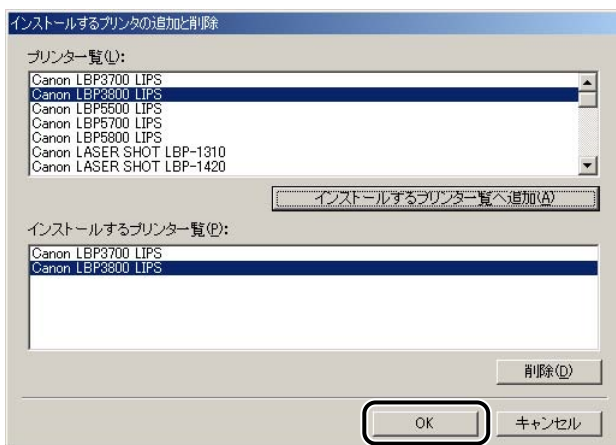 インストールするプリンタの追加と削除
プリンター覧(L):
Canon LBP3700 LIPS
Canon LBP3800 LIPS
Canon LBP5500 LIPS
Canon LBP5700 LIPS
Canon LBP5800 LIPS
Canon LASER SHOT LBP-1310
Canon LASER SHOT LBP-1420
インストールするプリンター覧へ追加(A)
インストールするプリンター覧(P):
Canon LBP3700 LIPS
Canon LBP3800 LIPS
削除(D)
OK
キャンセル